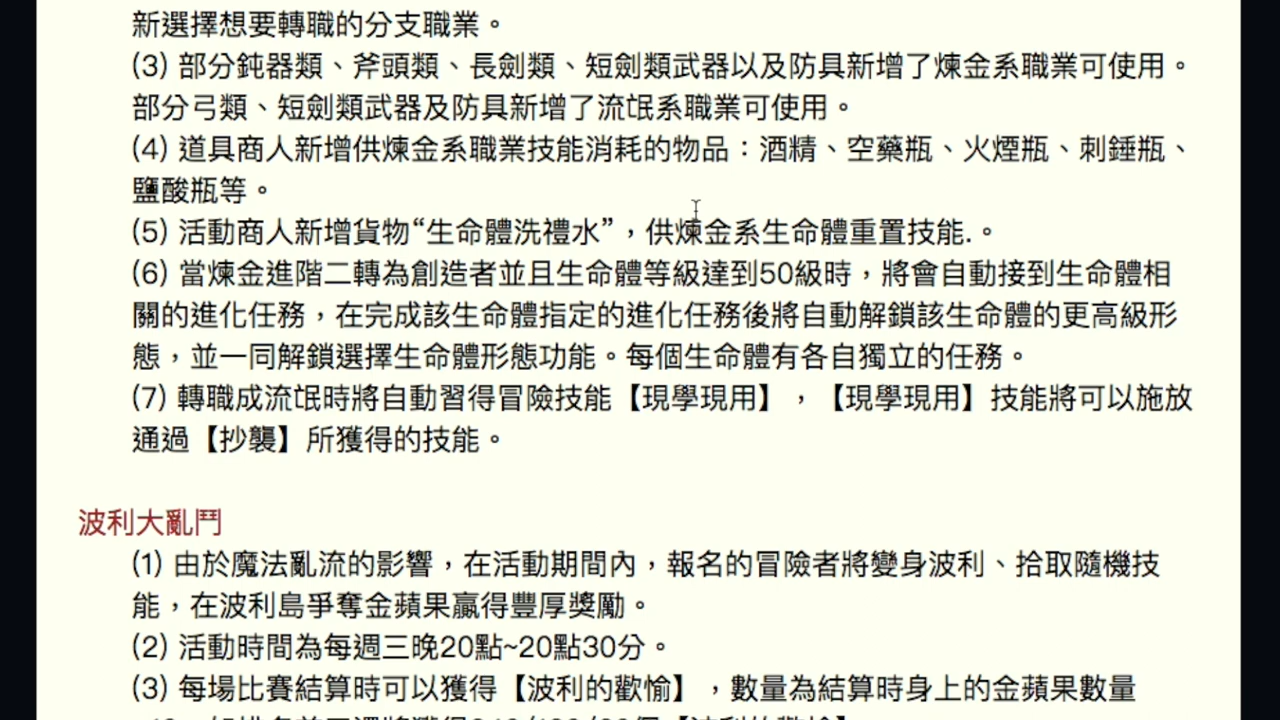 新選擇想要轉職的分支職業。
(3) 部分鈍器類、斧頭類、長劍類、短劍類武器以及防具新增了煉金系職業可使用。
部分弓類、短劍類武器及防具新增了流氓系職業可使用。
(4) 道具商人新增供煉金系職業技能消耗的物品：酒精、空藥瓶、火煙瓶、刺錘瓶、
鹽酸瓶等。
(5) 活動商人新增貨物“生命體洗禮水”，供煉金系生命體重置技能.。
(6) 當煉金進階二轉為創造者並且生命體等級達到50級時，將會自動接到生命體相
關的進化任務，在完成該生命體指定的進化任務後將自動解鎖該生命體的更高級形
態，並一同解鎖選擇生命體形態功能。每個生命體有各自獨立的任務。
(7) 轉職成流氓時將自動習得冒險技能【現學現用】，【現學現用】技能將可以施放
通過【抄襲】所獲得的技能。
波利大亂鬥
(1) 由於魔法亂流的影響，在活動期間內，報名的冒險者將變身波利、拾取隨機技
能，在波利島爭奪金蘋果贏得豐厚獎勵。
(2) 活動時間為每週三晚20點~20點30分。
(3) 每場比賽結算時可以獲得【波利的歡愉】，數量為結算時身上的金蘋果數量